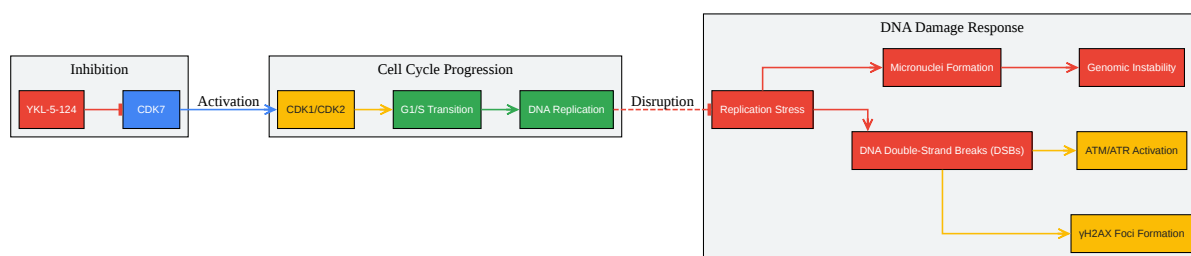 DNA Damage Response
Inhibition
Cell Cycle Progression
Micronuclei Formation
Genomic Instability
YKL-5-124
CDK7
Activation
CDK1/CDK2
G1/S Transition
DNA Replication
Disruption
Replication Stress
DNA Double-Strand Breaks (DSBs)
ATM/ATR Activation
γH2AX Foci Formation